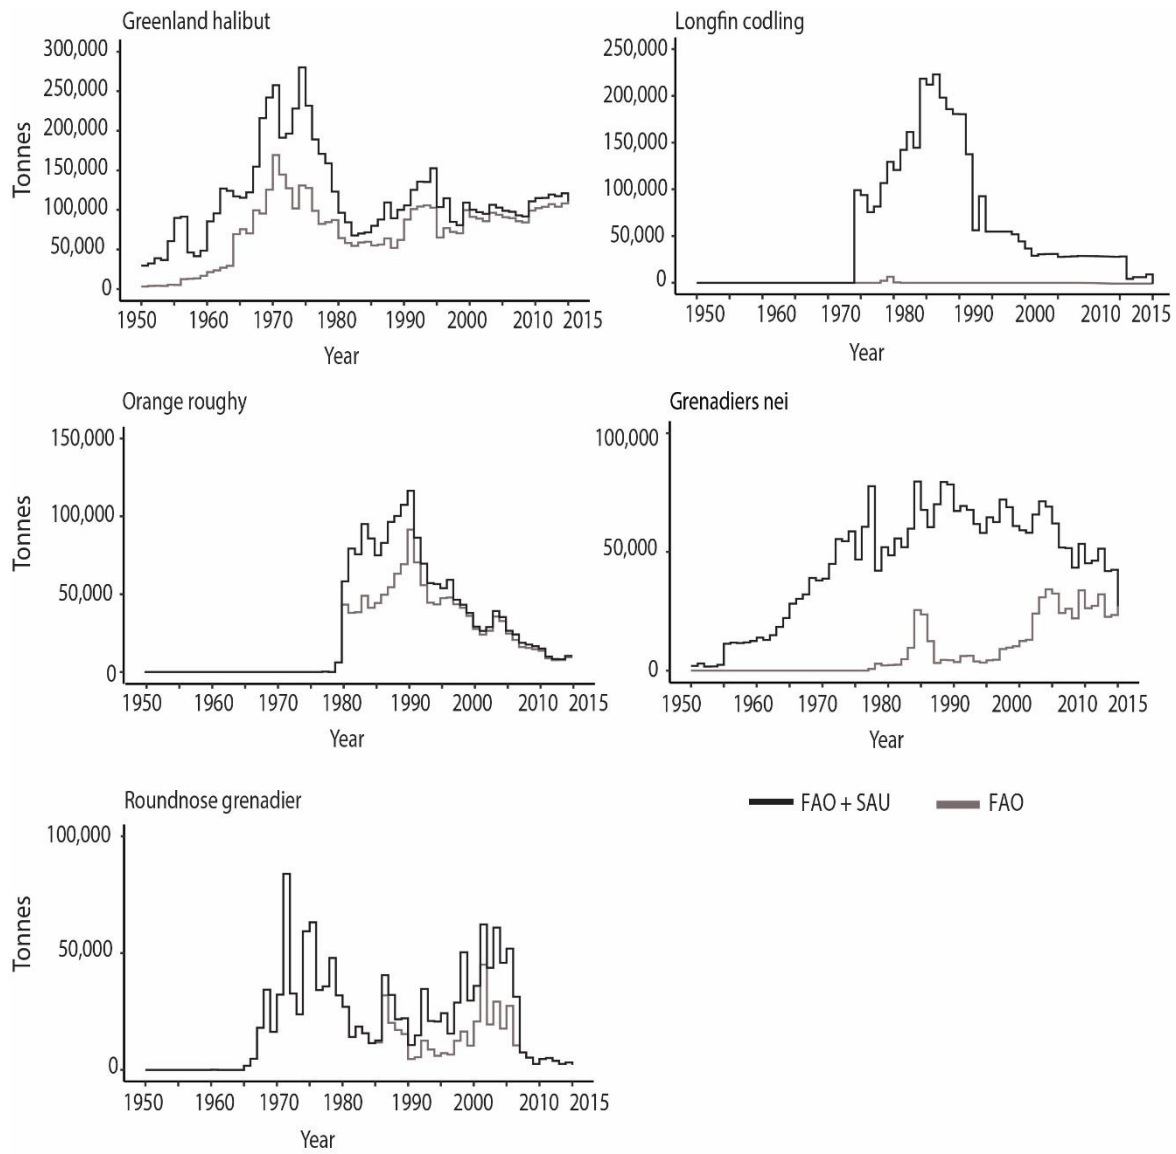 Greenland halibut
Tonnes
300,000
250,000
200,000
150,000
100,000
50,000
0
1950 1960 1970 1980 1990 2000 2010 2015
Year
Longfin codling
250,000
200,000
150,000
100,000
50,000
0
1950 1960 1970 1980 1990 2000 2010 2015
Year
Orange roughy
Tonnes
150,000
100,000
50,000
0
1950 1960 1970 1980 1990 2000 2010 2015
Year
Grenadiers nei
100,000
50,000
0
1950 1960 1970 1980 1990 2000 2010 2015
Year
Roundnose grenadier
Tonnes
100,000
50,000
0
1950 1960 1970 1980 1990 2000 2010 2015
Year
FAO + SAU FAO